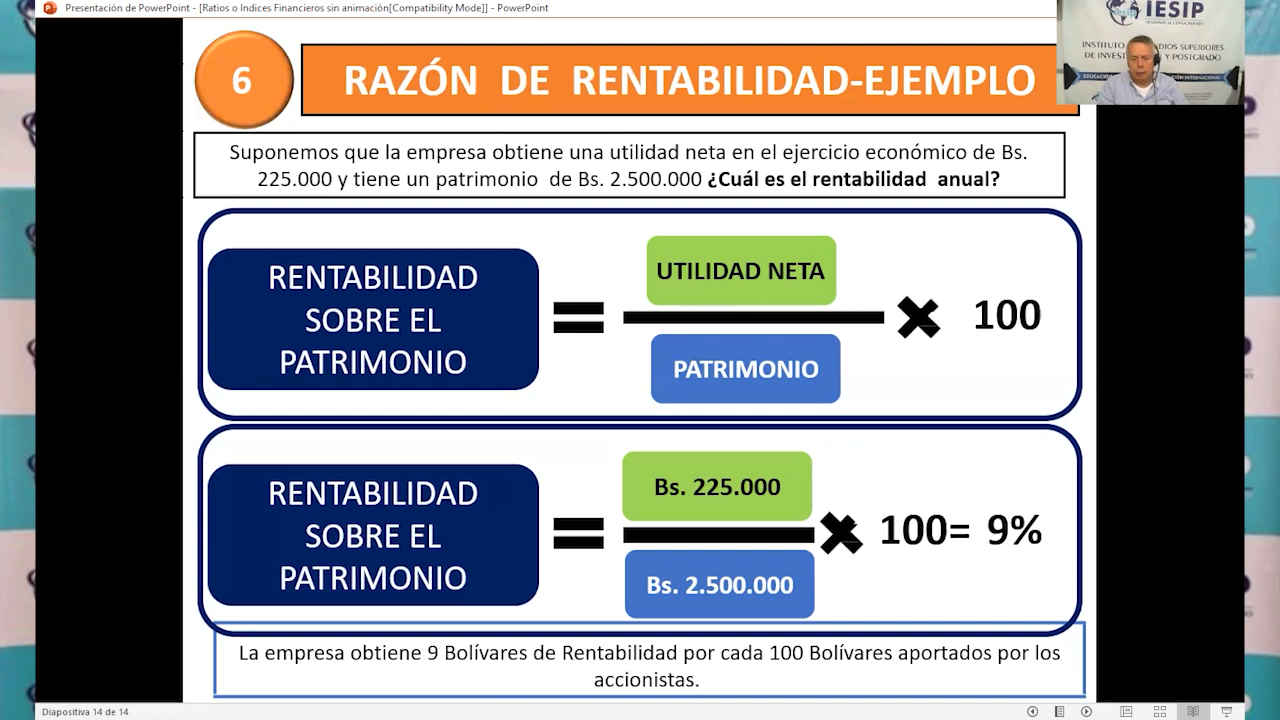 Presentación de PowerPoint - [Ratios o Indices Financieros sin animación[Compatibility Mode]] - PowerPoint
IESIP
6
RAZÓN DE RENTABILIDAD-EJEMPLO
Suponemos que la empresa obtiene una utilidad neta en el ejercicio económico de Bs.
225.000 y tiene un patrimonio de Bs. 2.500.000 ¿Cuál es el rentabilidad anual?
RENTABILIDAD
SOBRE EL
PATRIMONIO
=
UTILIDAD NETA
PATRIMONIO
✖ 100
RENTABILIDAD
SOBRE EL
PATRIMONIO
=
Bs. 225.000
Bs. 2.500.000
✖ 100= 9%
La empresa obtiene 9 Bolívares de Rentabilidad por cada 100 Bolívares aportados por los
accionistas.
Diapositiva 14 de 14